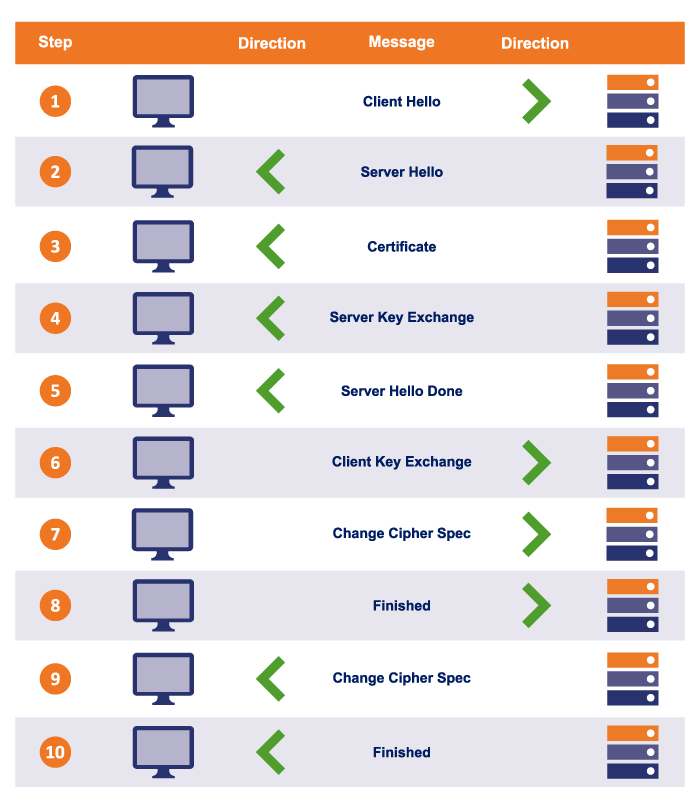 Step Direction Message Direction
1 Client Hello
2 Server Hello
3 Certificate
4 Server Key Exchange
5 Server Hello Done
6 Client Key Exchange
7 Change Cipher Spec
8 Finished
9 Change Cipher Spec
10 Finished